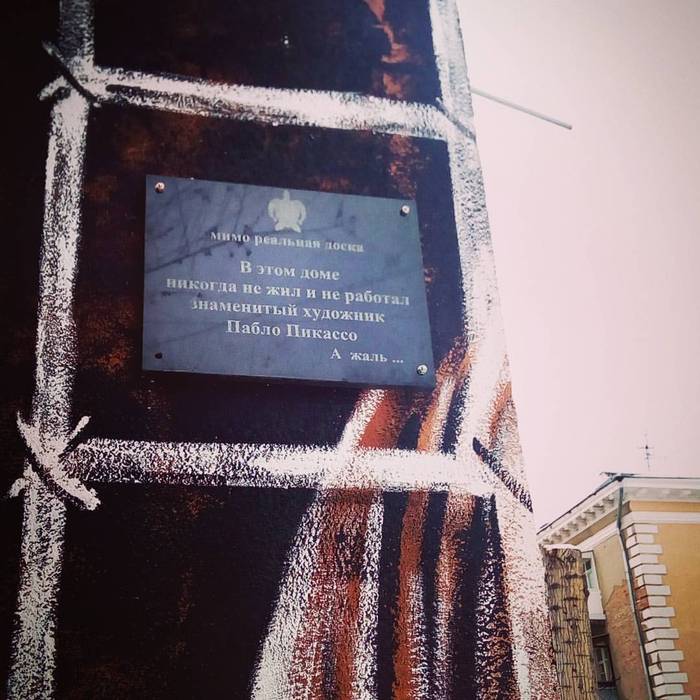 мимо реальная доска
В этом доме
никогда не жил и не работал
знаменитый художник
Пабло Пикассо
А жаль ...